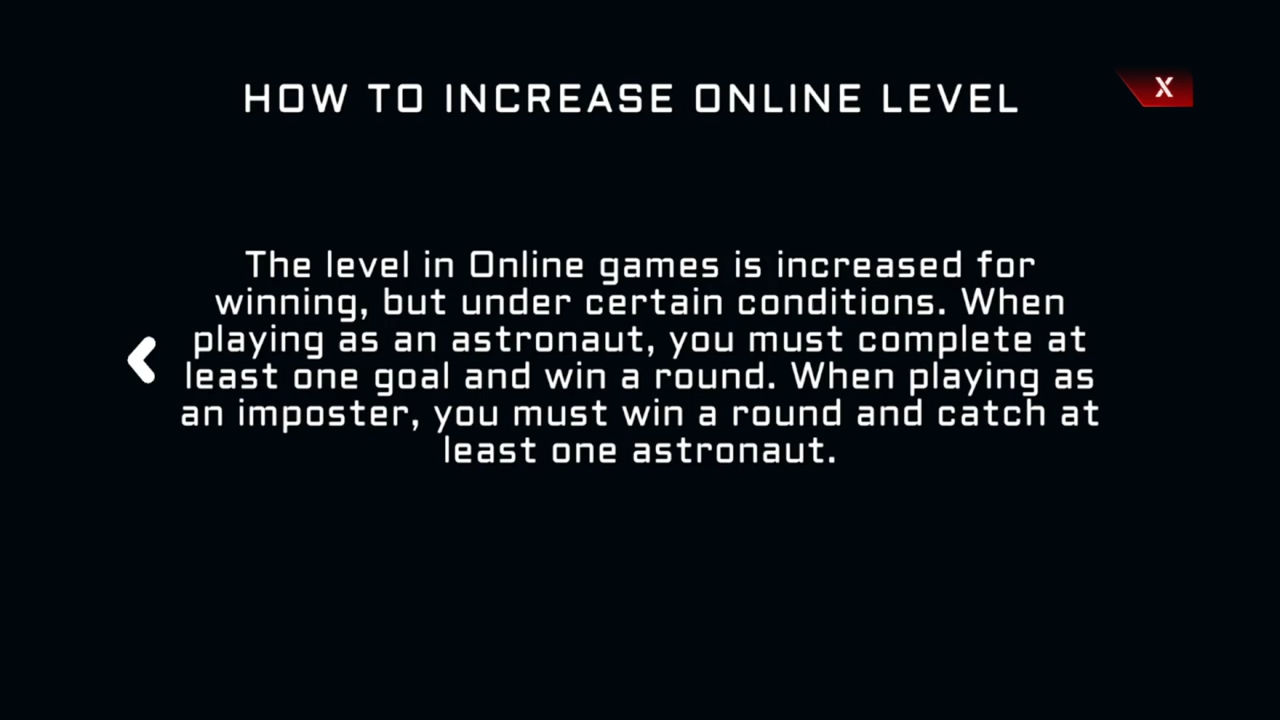 HOW TO INCREASE ONLINE LEVEL
X
The level in Online games is increased for
winning, but under certain conditions. When
playing as an astronaut, you must complete at
least one goal and win a round. When playing as
an imposter, you must win a round and catch at
least one astronaut.